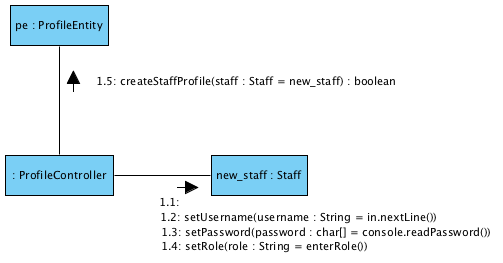 pe : ProfileEntity
1.5: createStaffProfile(staff : Staff = new_staff) : boolean
: ProfileController
new_staff : Staff
1.1:
1.2: setUsername(username : String = in.nextLine())
1.3: setPassword(password : char[] = console.readPassword())
1.4: setRole(role : String = enterRole())